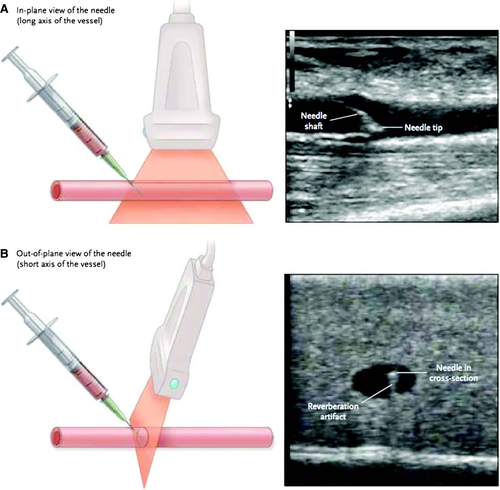 A
In-plane view of the needle
(long axis of the vessel)
Needle
shaft
Needle tip
B
Out-of-plane view of the needle
(short axis of the vessel)
Needle in
cross-section
Reverberation
artifact